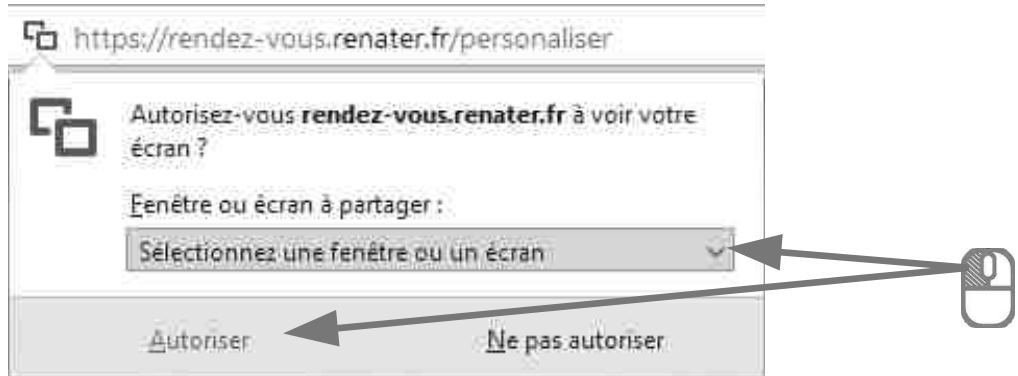 https://rendez-vous.renater.fr/personaliser
Autorisez-vous rendez-vous.renater.fr à voir votre
écran ?
Fenêtre ou écran à partager :
Sélectionnez une fenêtre ou un écran
Autoriser Ne pas autoriser